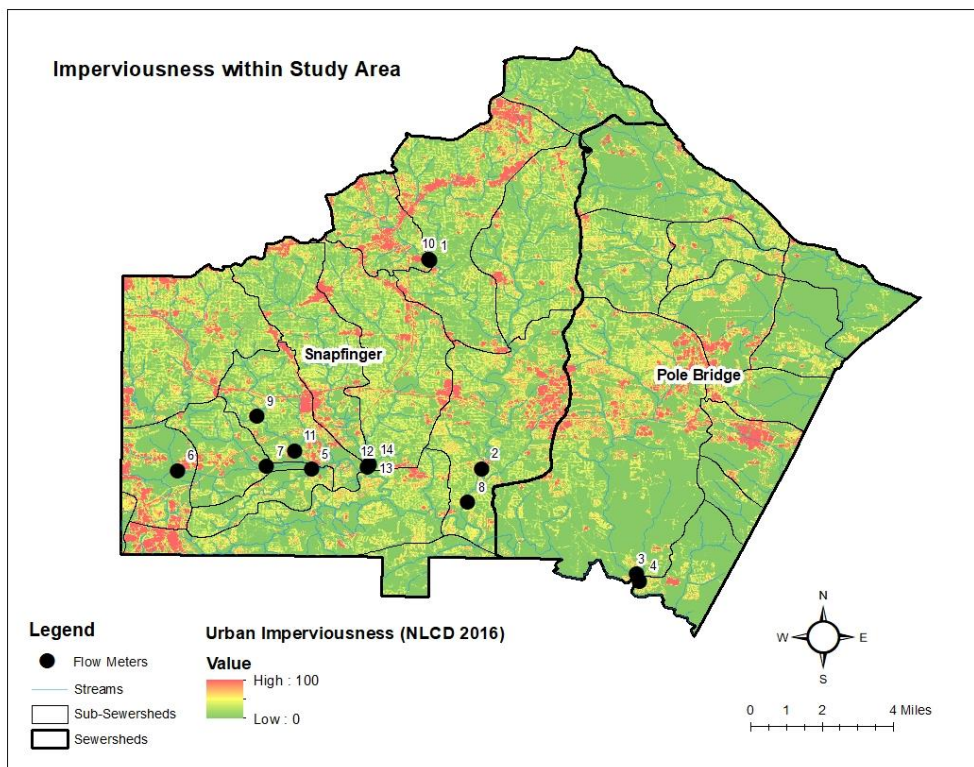 Imperviousness within Study Area
10 1
Snapfinger
Pole Bridge
9
11
12 14
2
7
5
13
6
8
3
4
Legend
Flow Meters
Streams
Sub-Sewersheds
Sewersheds
Urban Imperviousness (NLCD 2016)
Value
High : 100
Low : 0
N
W E
S
0 1 2 4 Miles